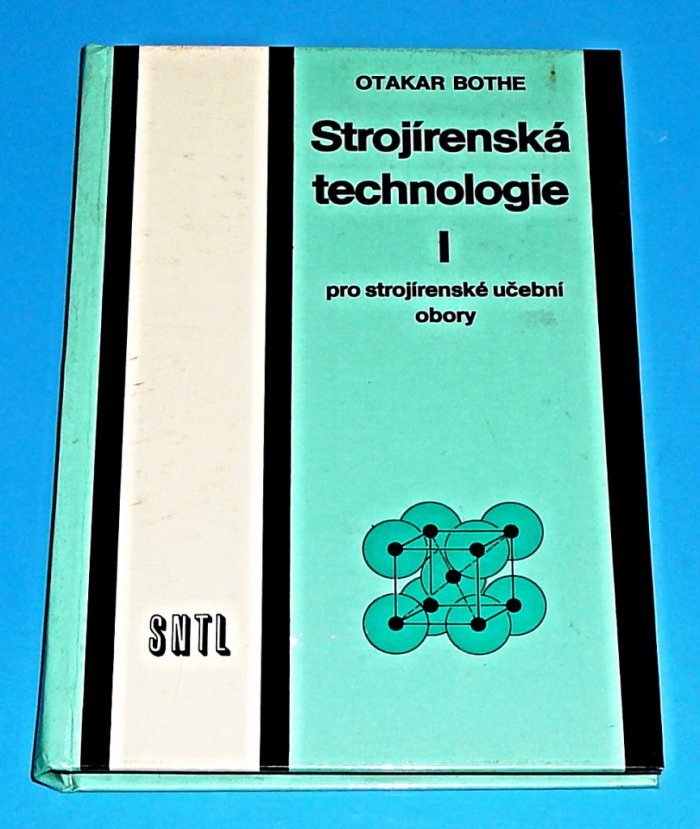 OTAKAR BOTHE
Strojírenská
technologie
I
pro strojírenské učební
obory
SNTL